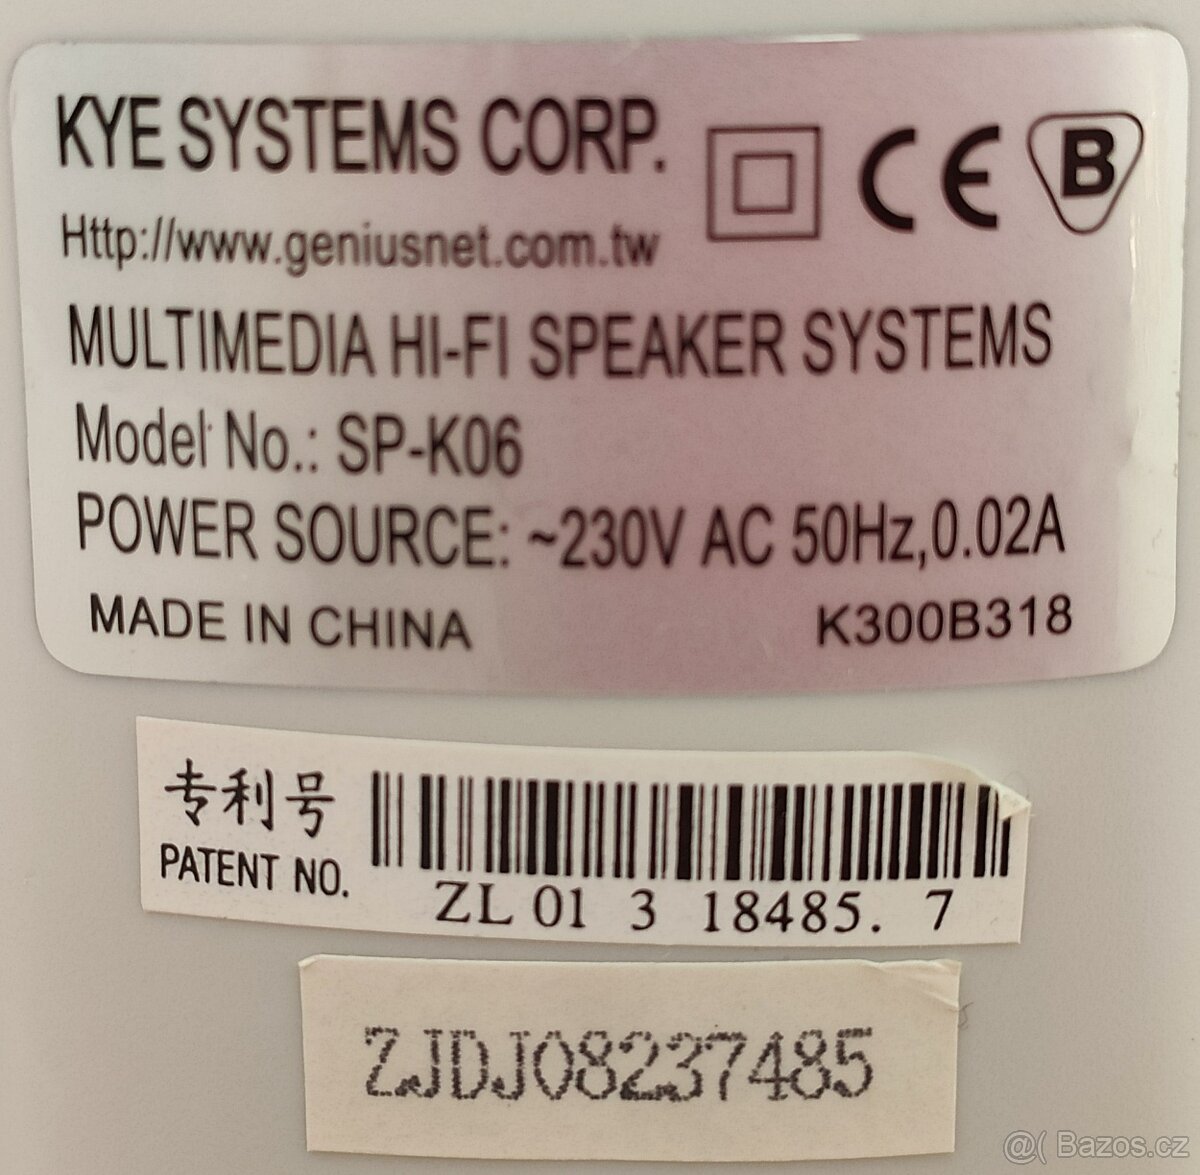 KYE SYSTEMS CORP.
CE B
Http://www.geniusnet.com.tw
MULTIMEDIA HI-FI SPEAKER SYSTEMS
Model No.: SP-K06
POWER SOURCE: ~230V AC 50Hz,0.02A
MADE IN CHINA K300B318
专利号
PATENT NO.
ZL 01 3 18485. 7
ZJDJ08237485
@( Bazos.cz